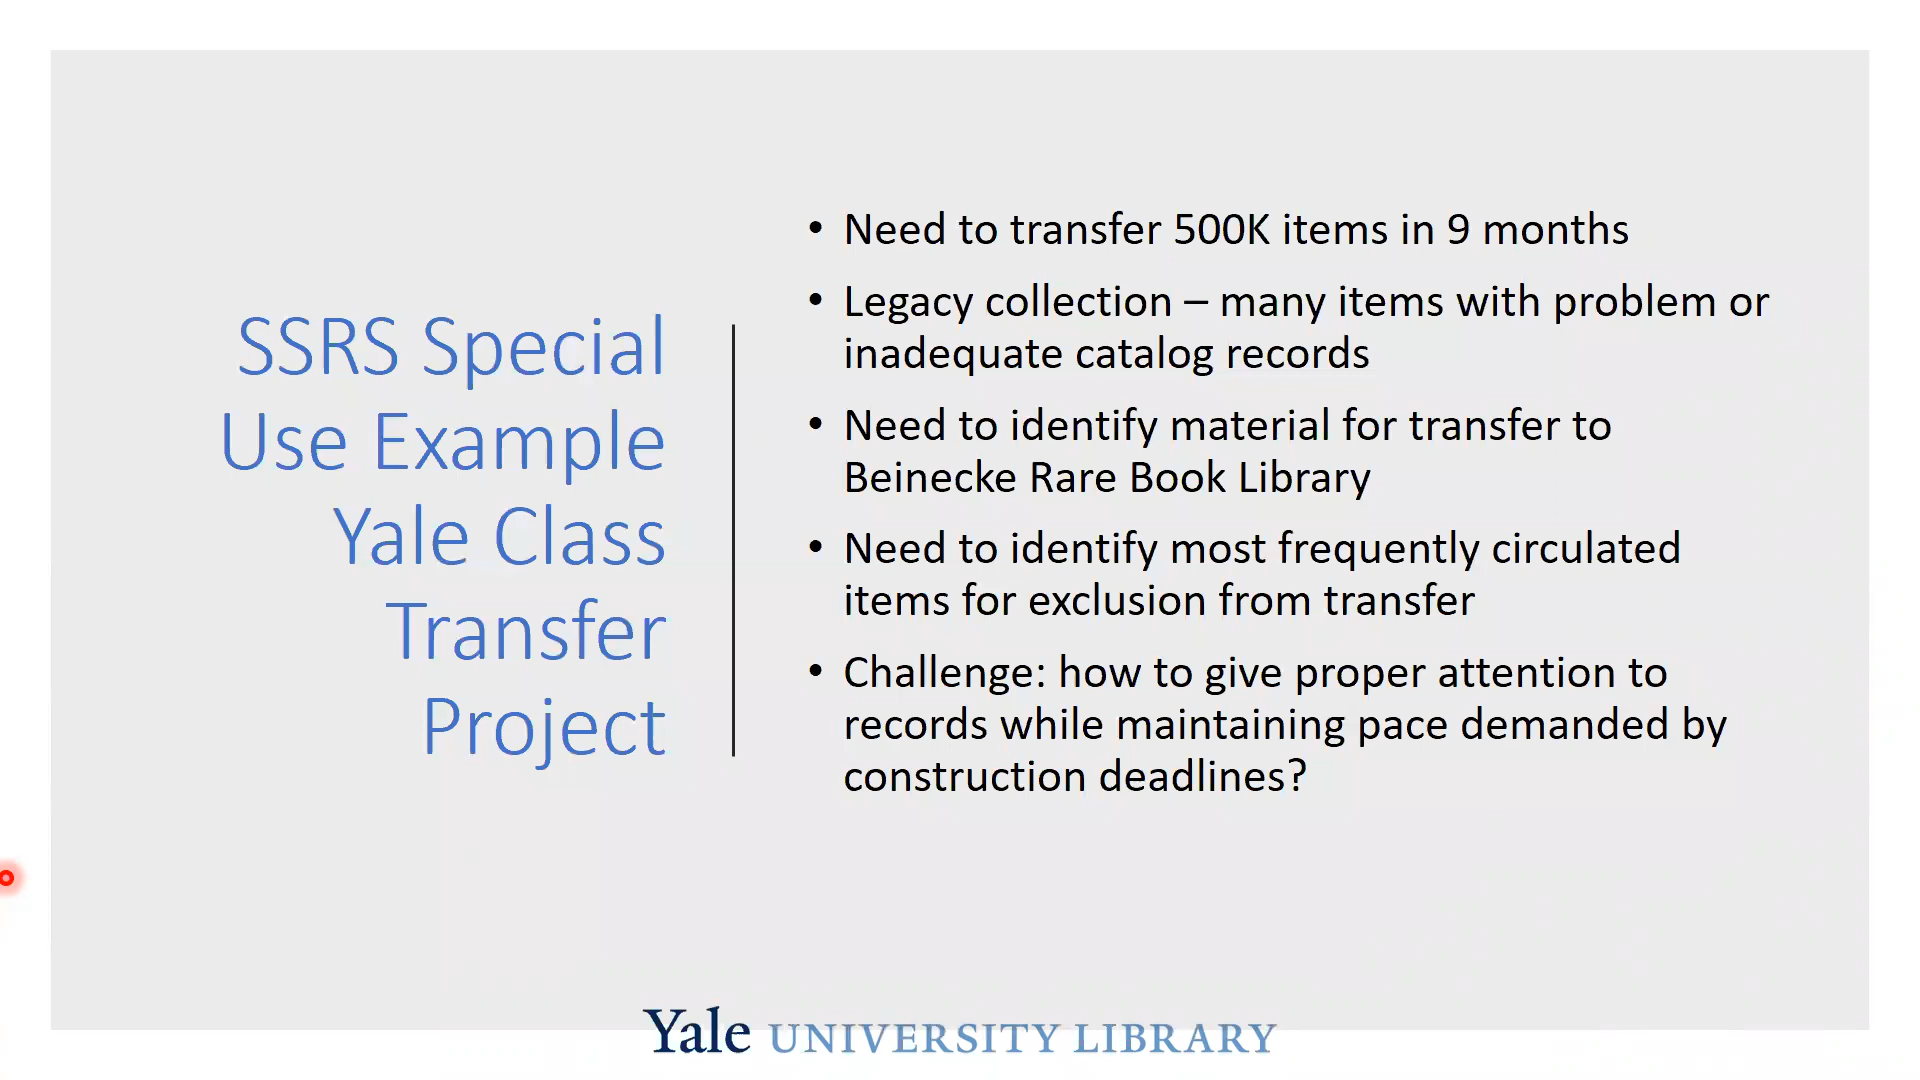 SSRS Special
Use Example
Yale Class
Transfer
Project
• Need to transfer 500K items in 9 months
• Legacy collection – many items with problem or
inadequate catalog records
• Need to identify material for transfer to
Beinecke Rare Book Library
• Need to identify most frequently circulated
items for exclusion from transfer
• Challenge: how to give proper attention to
records while maintaining pace demanded by
construction deadlines?
Yale UNIVERSITY LIBRARY